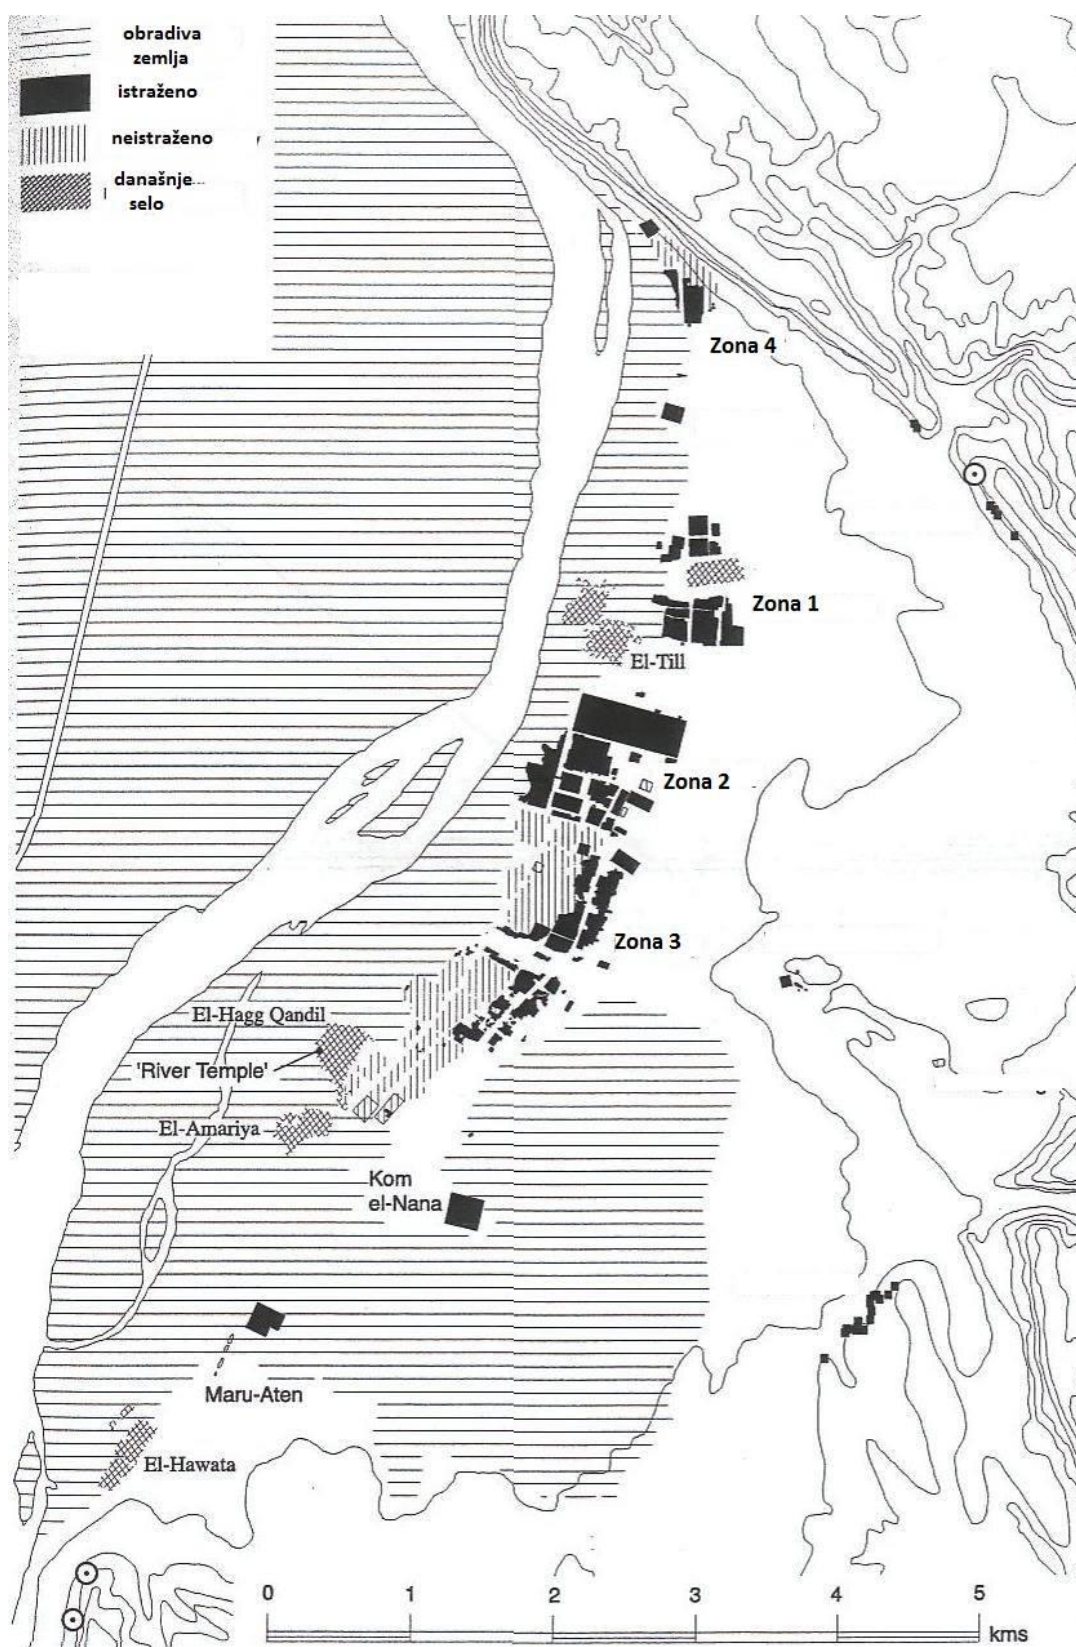 obradiva
zemlja
istraženo
neistraženo
današnje...
selo
Zona 4
Zona 1
El-Till
Zona 2
Zona 3
El-Hagg Qandil
'River Temple'
El-Amariya
Kom
el-Nana
Maru-Aten
El-Hawata
0 1 2 3 4 5
kms